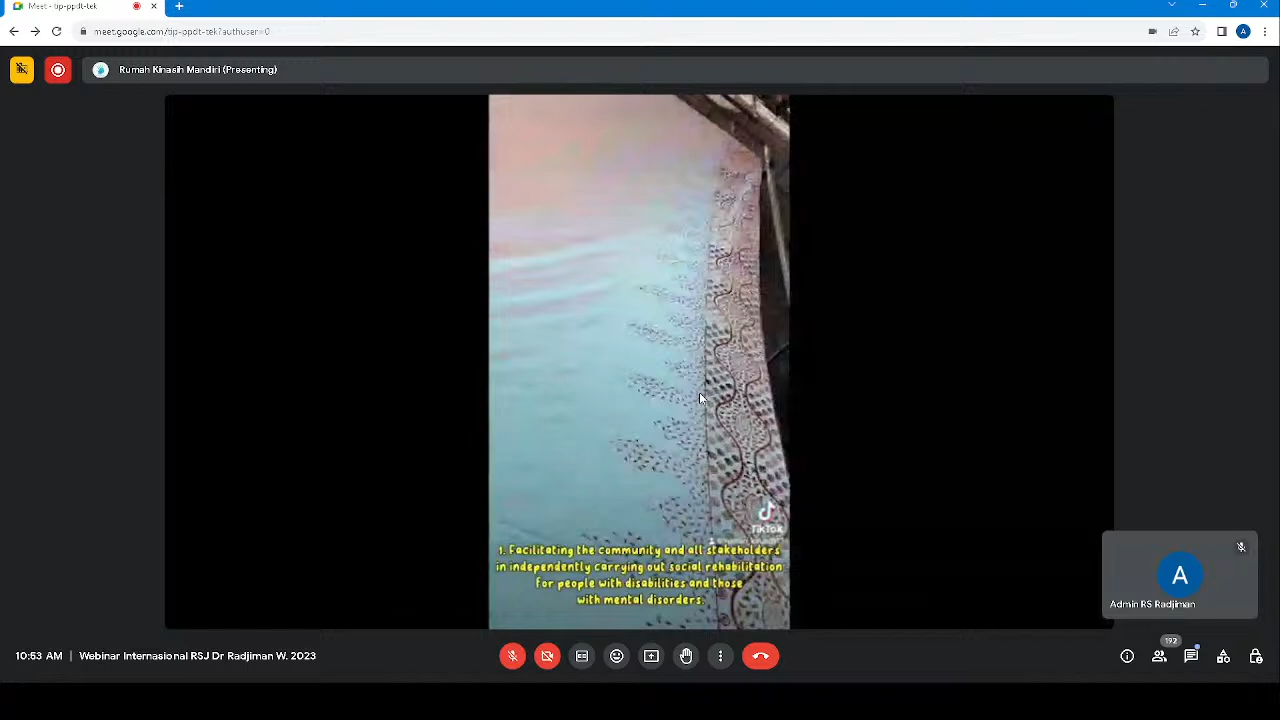 Meet - tip-ppdt-tek
meet.google.com/tip-ppdt-tek?authuser=0
A
Rumah Kinasih Mandiri (Presenting)
TikTok
1. Facilitating the community and all stakeholders
in independently carrying out social rehabilitation
for people with disabilities and those
with mental disorders.
A
Admin RS Radjiman
10:53 AM | Webinar Internasional RSJ Dr Radjiman W. 2023
192